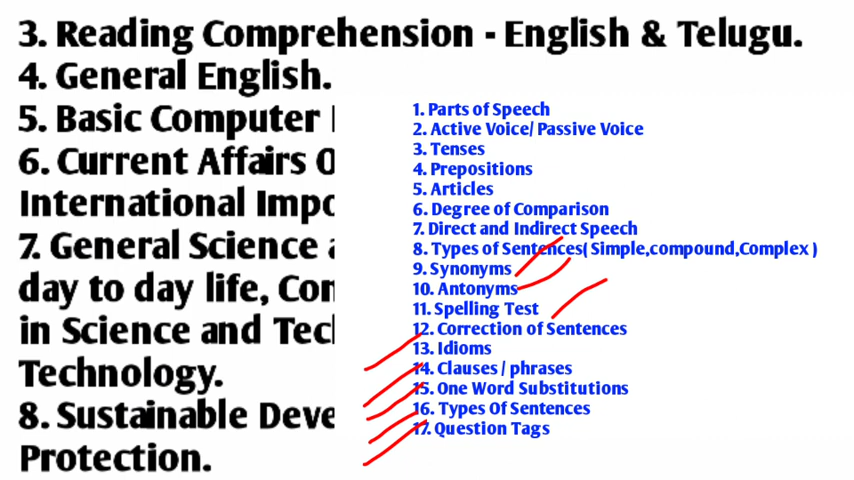 3. Reading Comprehension - English & Telugu.
4. General English.
5. Basic Computer
6. Current Affairs
International
7. General Science
day to day life,
in Science and
Technology.
8. Sustainable
Protection.
1. Parts of Speech
2. Active Voice/ Passive Voice
3. Tenses
4. Prepositions
5. Articles
6. Degree of Comparison
7. Direct and Indirect Speech
8. Types of Sentences( Simple,compound,Complex )
9. Synonyms
10. Antonyms
11. Spelling Test
12. Correction of Sentences
13. Idioms
14. Clauses / phrases
15. One Word Substitutions
16. Types Of Sentences
17. Question Tags